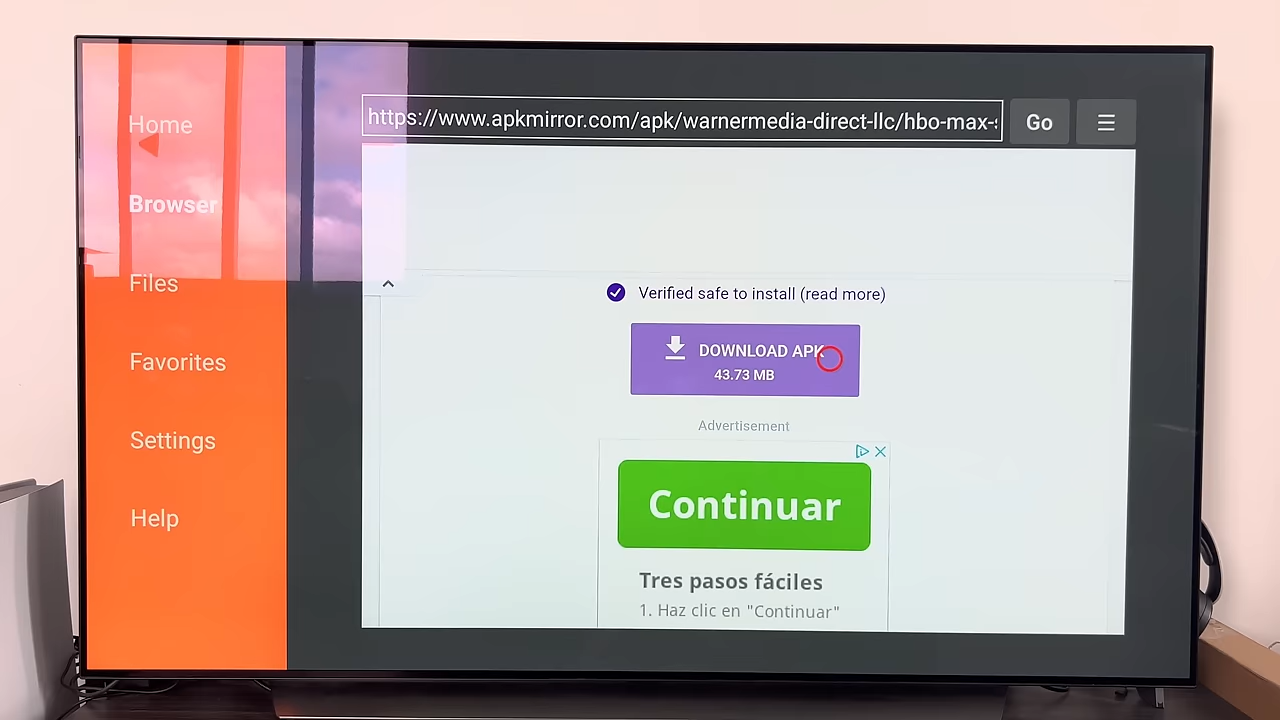 Home
Browser
Files
Favorites
Settings
Help
https://www.apkmirror.com/apk/warnermedia-direct-llc/hbo-max-
Go
Verified safe to install (read more)
DOWNLOAD APK
43.73 MB
Advertisement
Continuar
Tres pasos fáciles
1. Haz clic en "Continuar"